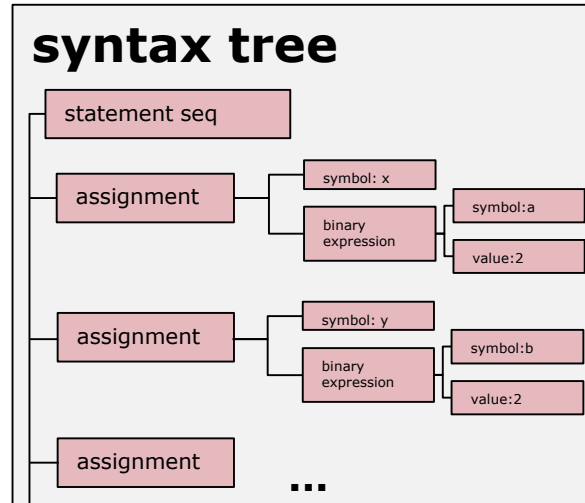 syntax tree
statement seq
assignment
symbol: x
binary
expression
symbol:a
value:2
assignment
symbol: y
binary
expression
symbol:b
value:2
assignment
...